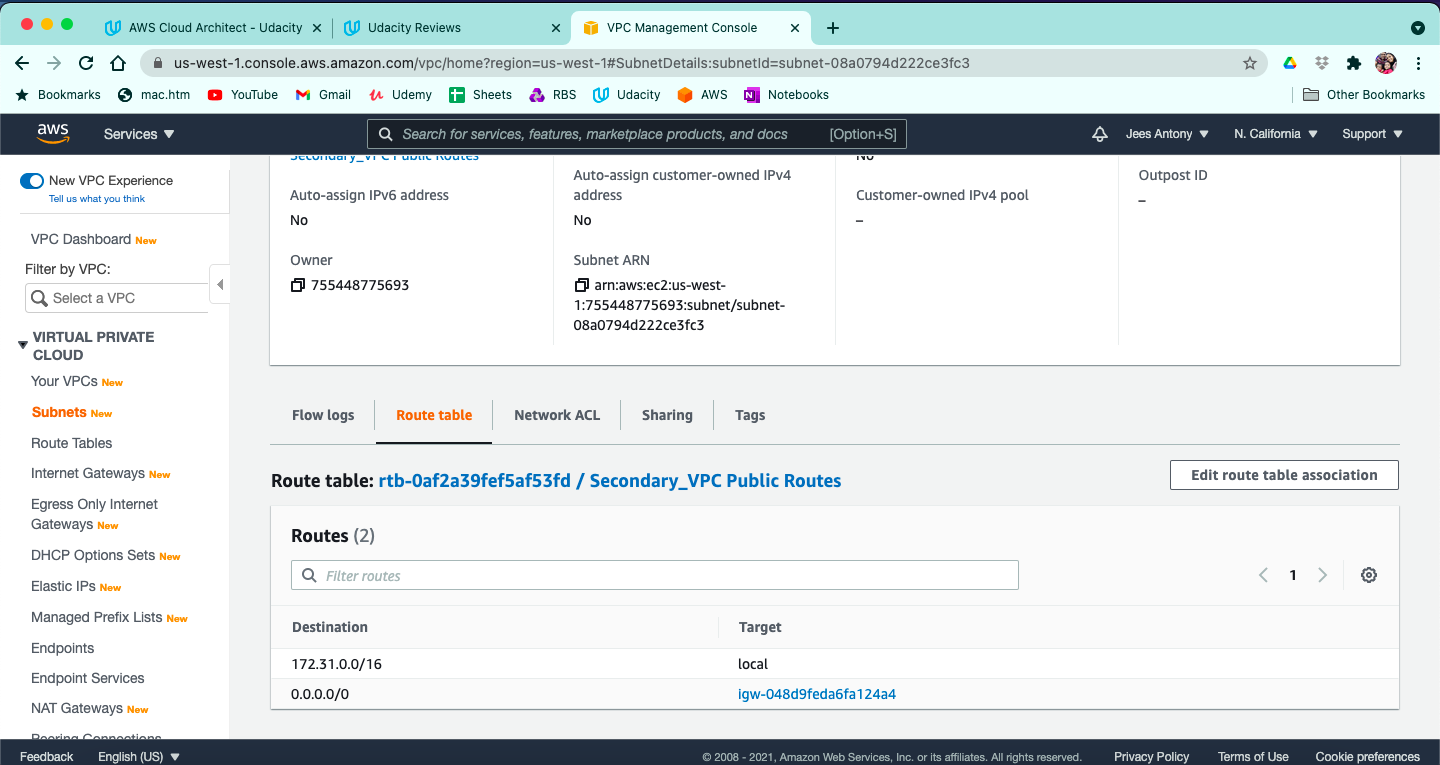 AWS Cloud Architect - Udacity
Udacity Reviews
VPC Management Console
us-west-1.console.aws.amazon.com/vpc/home?region=us-west-1#SubnetDetails:subnetId=subnet-08a0794d222ce3fc3
Bookmarks
mac.htm
YouTube
Gmail
Udemy
Sheets
RBS
Udacity
AWS
Notebooks
Other Bookmarks
aws
Services
Search for services, features, marketplace products, and docs
[Option+S]
Jees Antony
N. California
Support
New VPC Experience
Tell us what you think
VPC Dashboard New
Filter by VPC:
Select a VPC
VIRTUAL PRIVATE
CLOUD
Your VPCs New
Subnets New
Route Tables
Internet Gateways New
Egress Only Internet
Gateways New
DHCP Options Sets New
Elastic IPs New
Managed Prefix Lists New
Endpoints
Endpoint Services
NAT Gateways New
Peering Connections
Secondary_VPC Public Routes
No
Auto-assign IPv6 address
No
Auto-assign customer-owned IPv4
address
No
Customer-owned IPv4 pool
–
Outpost ID
–
Owner
755448775693
Subnet ARN
arn:aws:ec2:us-west-
1:755448775693:subnet/subnet-
08a0794d222ce3fc3
Flow logs
Route table
Network ACL
Sharing
Tags
Route table: rtb-0af2a39fef5af53fd / Secondary_VPC Public Routes
Edit route table association
Routes (2)
Filter routes
1
Destination
Target
172.31.0.0/16
local
0.0.0.0/0
igw-048d9feda6fa124a4
Feedback
English (US)
© 2008 - 2021, Amazon Web Services, Inc. or its affiliates. All rights reserved.
Privacy Policy
Terms of Use
Cookie preferences